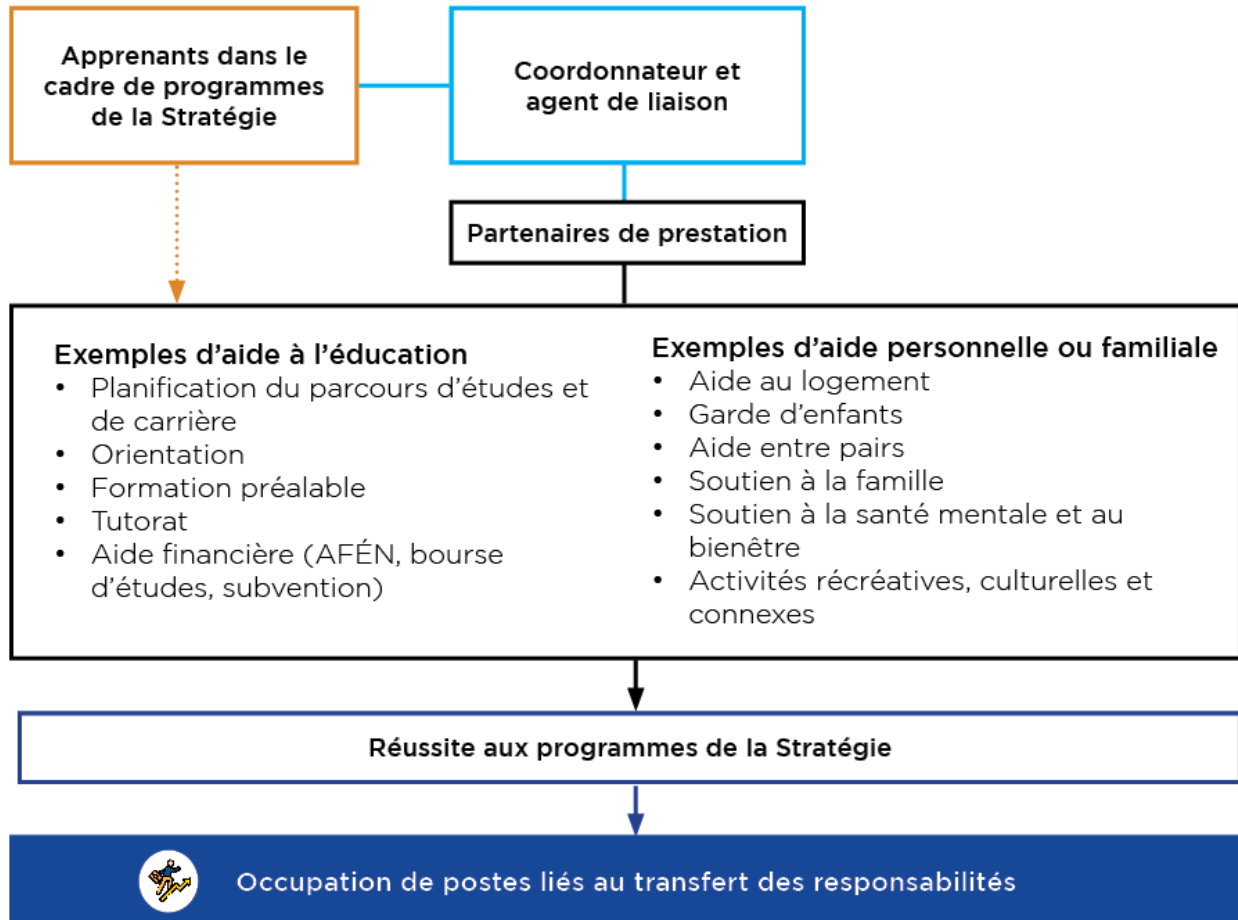 Apprenants dans le
cadre de programmes
de la Stratégie
Coordonnateur et
agent de liaison
Partenaires de prestation
Exemples d’aide à l’éducation
• Planification du parcours d’études et
de carrière
• Orientation
• Formation préalable
• Tutorat
• Aide financière (AFÉN, bourse
d’études, subvention)
Exemples d’aide personnelle ou familiale
• Aide au logement
• Garde d’enfants
• Aide entre pairs
• Soutien à la famille
• Soutien à la santé mentale et au
bienêtre
• Activités récréatives, culturelles et
connexes
Réussite aux programmes de la Stratégie
Occupation de postes liés au transfert des responsabilités